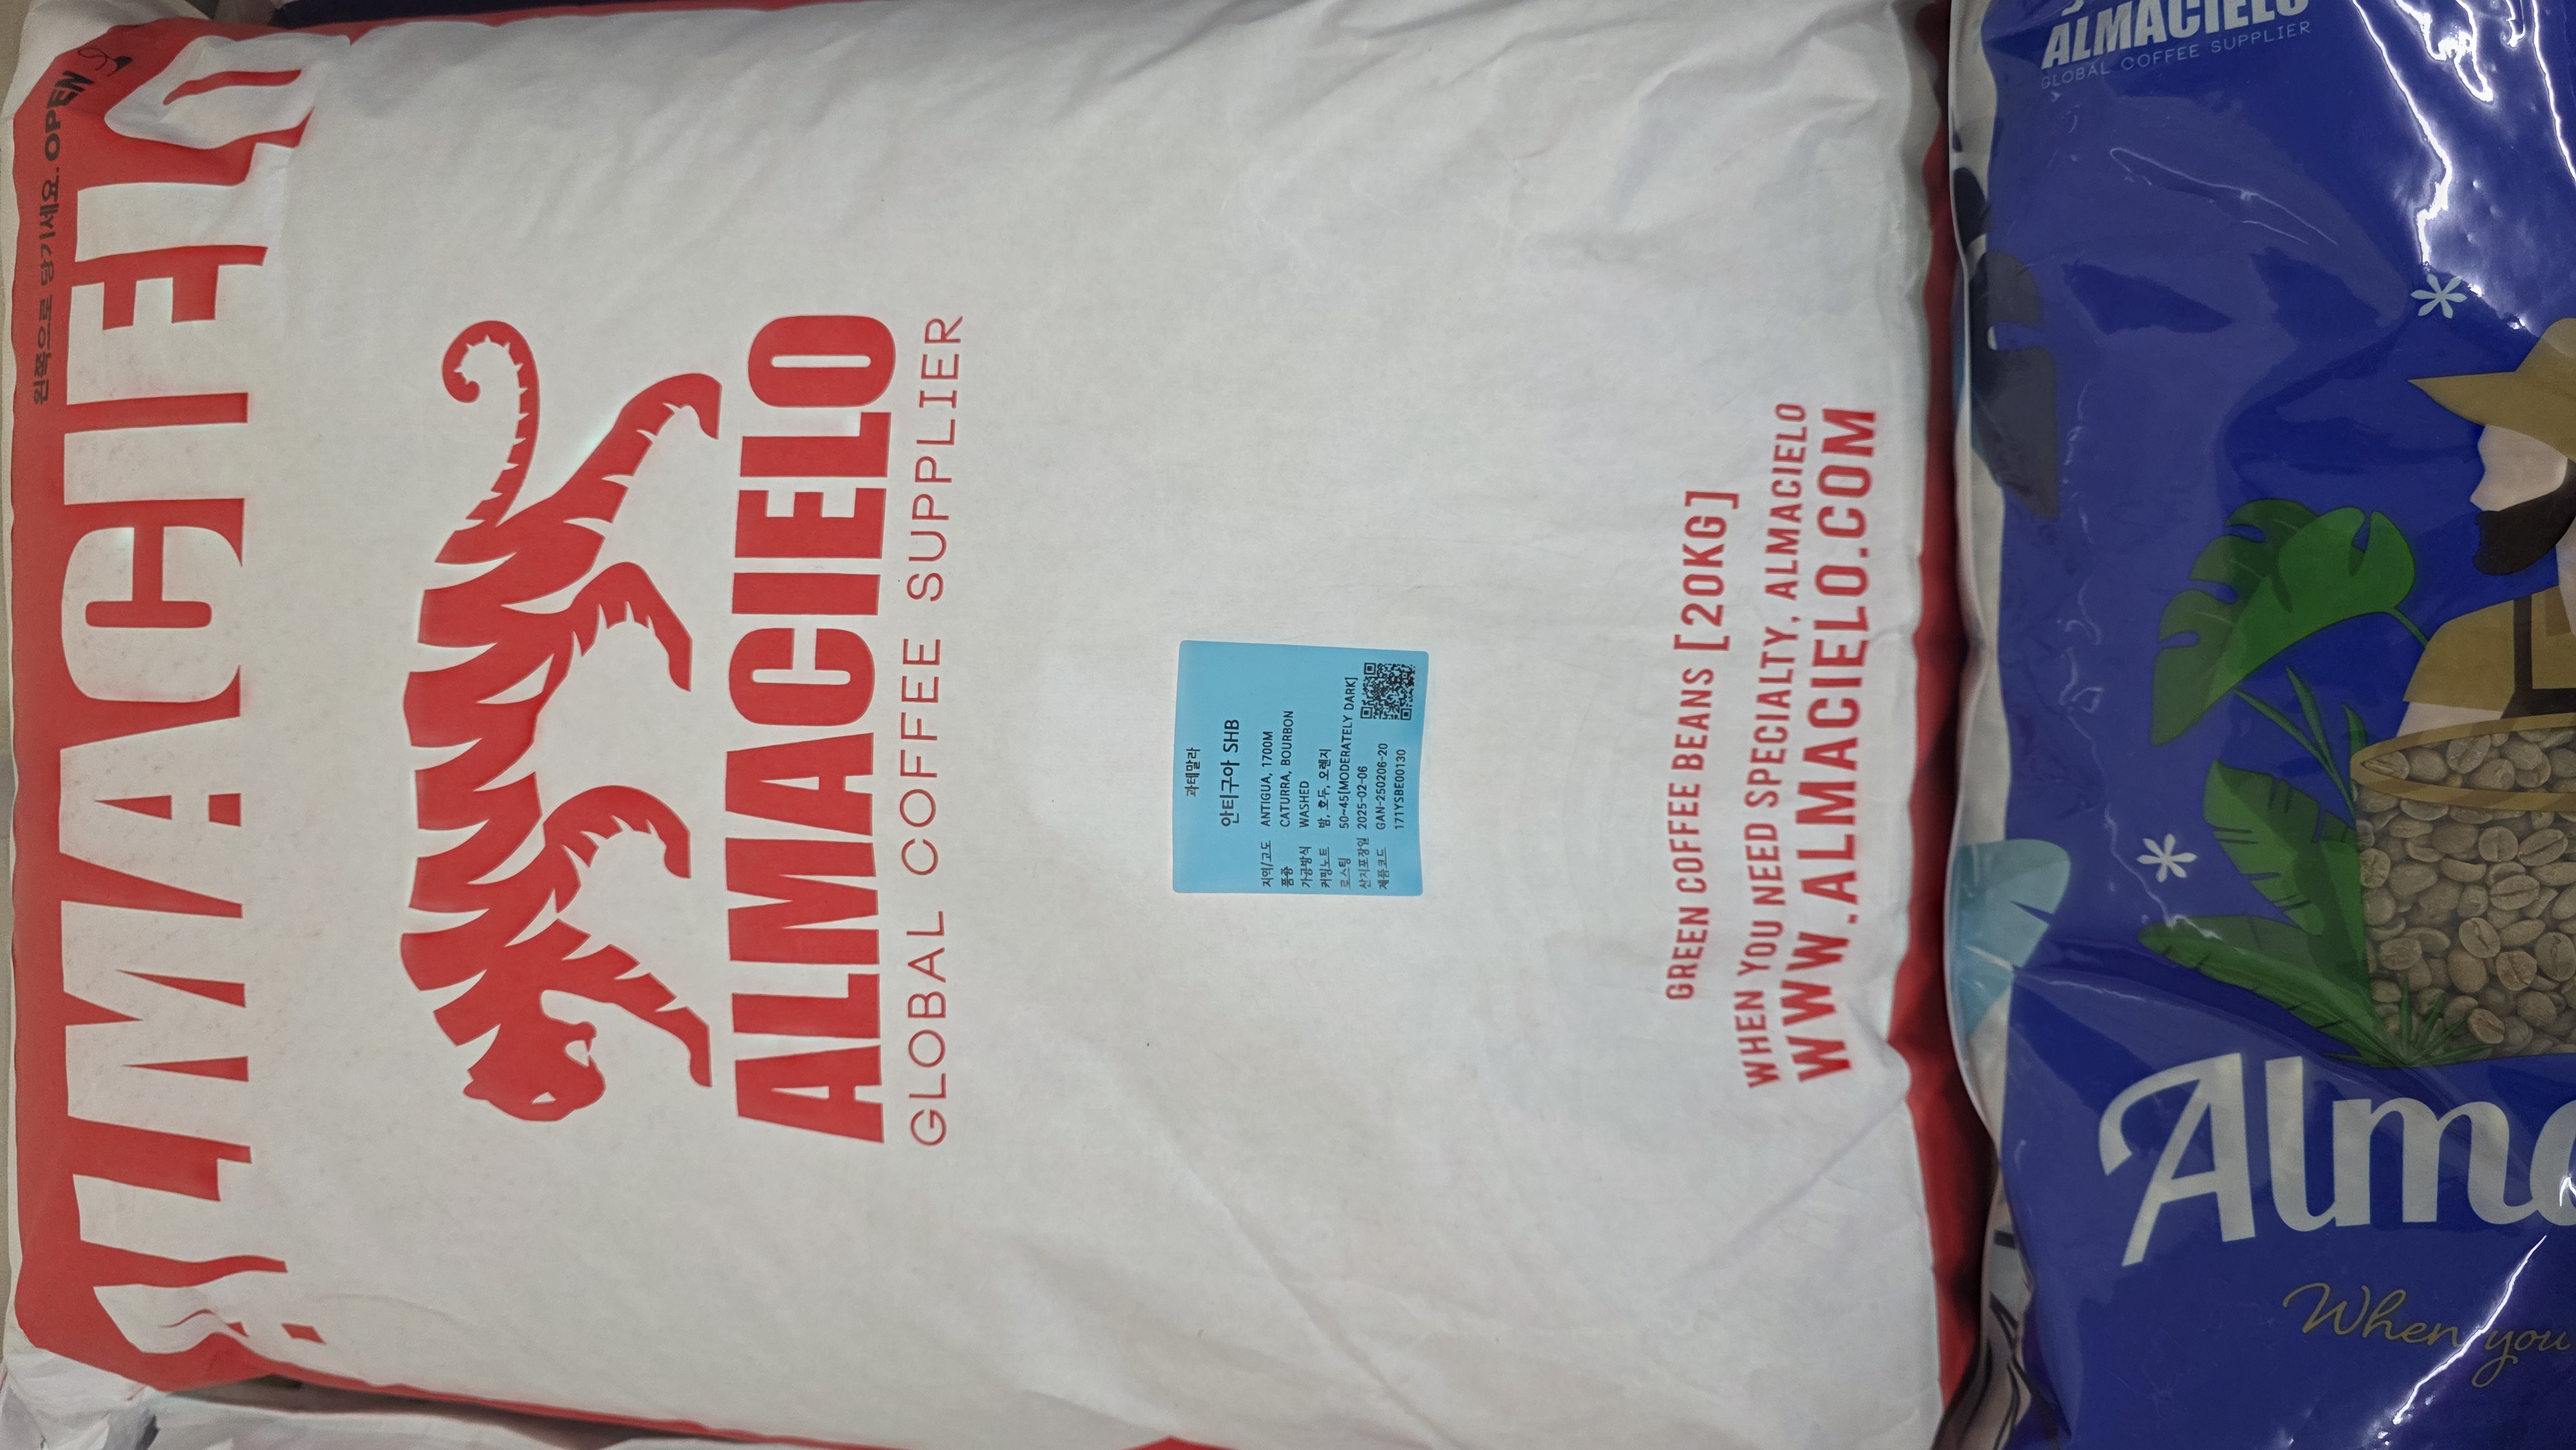 왼쪽으로 당기세요. OPEN
ALMACIELO
ALMACIELO
GLOBAL COFFEE SUPPLIER
과테말라
안티구아 SHB
지역/고도 ANTIGUA, 1700M
품종 CATURRA, BOURBON
가공방식 WASHED
커핑노트 밤, 호두, 오렌지
로스팅 50~45[MODERATELY DARK]
산지포장일 2025-02-06
제품코드 GAN-250206-20
171YSBE00130
GREEN COFFEE BEANS [20KG]
WHEN YOU NEED SPECIALTY, ALMACIELO
WWW.ALMACIELO.COM
ALMACIELO
GLOBAL COFFEE SUPPLIER
Alma
When you